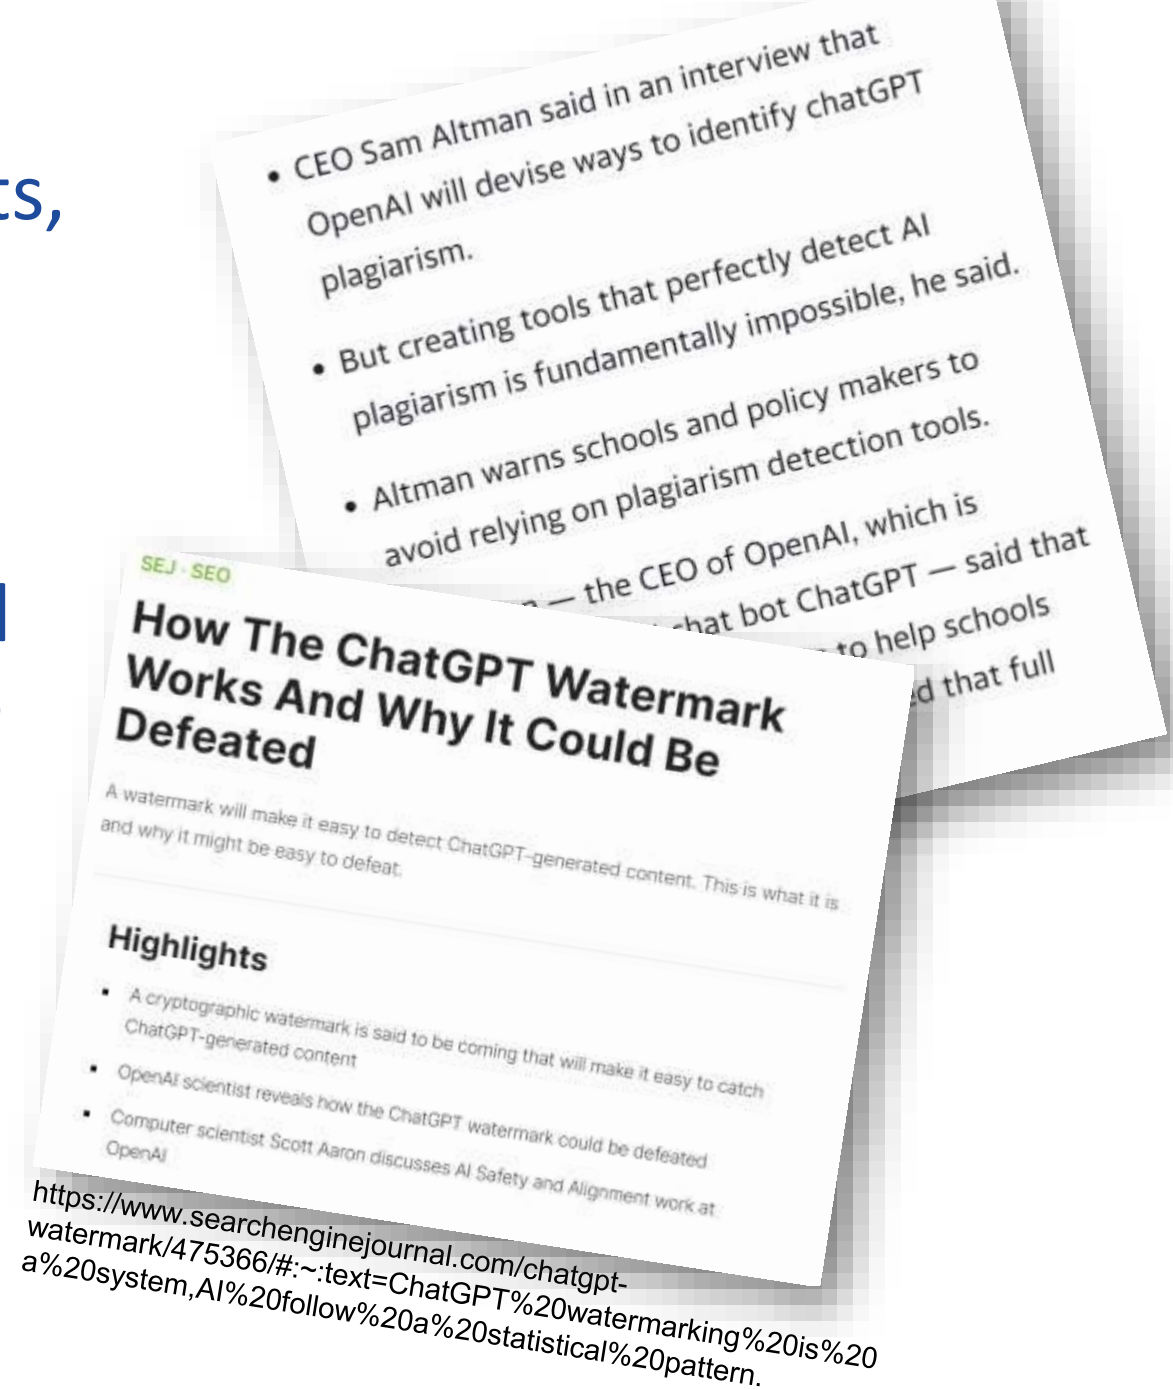 ts,
CEO Sam Altman said in an interview that
OpenAI will devise ways to identify chatGPT
plagiarism.
But creating tools that perfectly detect AI
plagiarism is fundamentally impossible, he said.
Altman warns schools and policy makers to
avoid relying on plagiarism detection tools.
— the CEO of OpenAI, which is
chat bot ChatGPT — said that
to help schools
that full
SEJ · SEO
How The ChatGPT Watermark
Works And Why It Could Be
Defeated
A watermark will make it easy to detect ChatGPT-generated content. This is what it is
and why it might be easy to defeat.
Highlights
A cryptographic watermark is said to be coming that will make it easy to catch
ChatGPT-generated content
OpenAI scientist reveals how the ChatGPT watermark could be defeated
Computer scientist Scott Aaron discusses AI Safety and Alignment work at
OpenAI
https://www.searchenginejournal.com/chatgpt-
watermark/475366/#:~:text=ChatGPT%20watermarking%20is%20
a%20system,AI%20follow%20a%20statistical%20pattern.